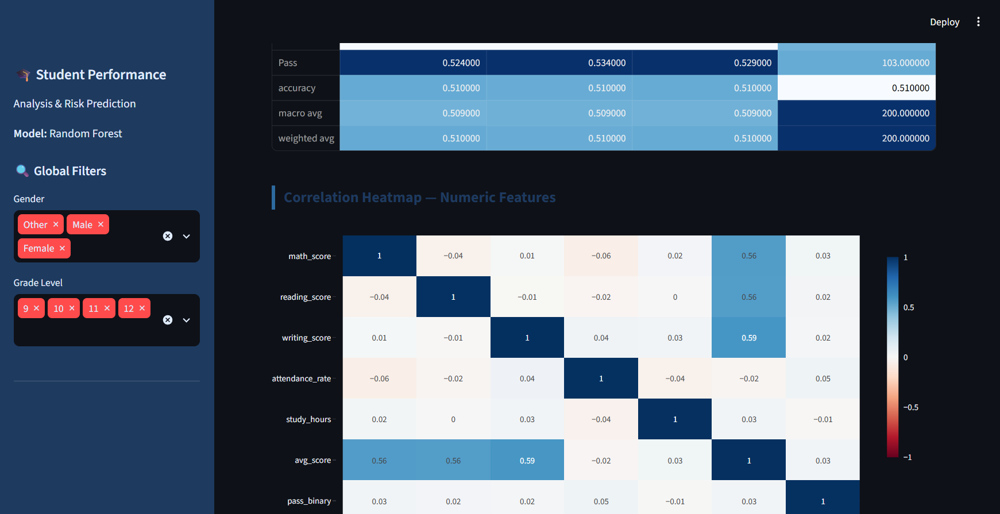 Deploy
🎓 Student Performance
Analysis & Risk Prediction
Model: Random Forest
🔍 Global Filters
Gender
Other × Male ×
Female ×
Grade Level
9 × 10 × 11 × 12 ×
Pass 0.524000 0.534000 0.529000 103.000000
accuracy 0.510000 0.510000 0.510000 0.510000
macro avg 0.509000 0.509000 0.509000 200.000000
weighted avg 0.510000 0.510000 0.510000 200.000000
Correlation Heatmap — Numeric Features
math_score 1 −0.04 0.01 −0.06 0.02 0.56 0.03
reading_score −0.04 1 −0.01 −0.02 0 0.56 0.02
writing_score 0.01 −0.01 1 0.04 0.03 0.59 0.02
attendance_rate −0.06 −0.02 0.04 1 −0.04 −0.02 0.05
study_hours 0.02 0 0.03 −0.04 1 0.03 −0.01
avg_score 0.56 0.56 0.59 −0.02 0.03 1 0.03
pass_binary 0.03 0.02 0.02 0.05 −0.01 0.03 1
1
0.5
0
−0.5
−1